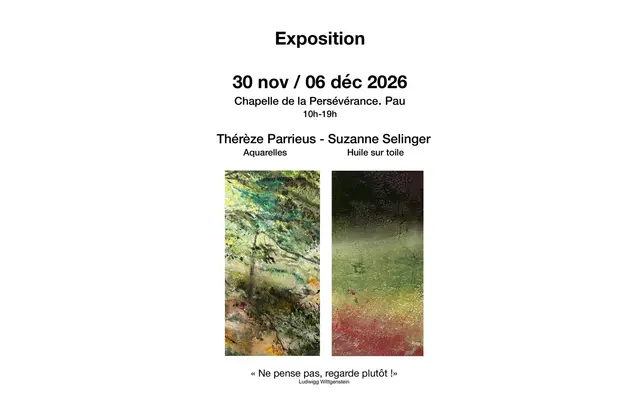 Exposition
30 nov / 06 déc 2026
Chapelle de la Persévérance. Pau
10h-19h
Thérèze Parrieus - Suzanne Selinger
Aquarelles Huile sur toile
« Ne pense pas, regarde plutôt !»
Ludwigg Wittgenstein